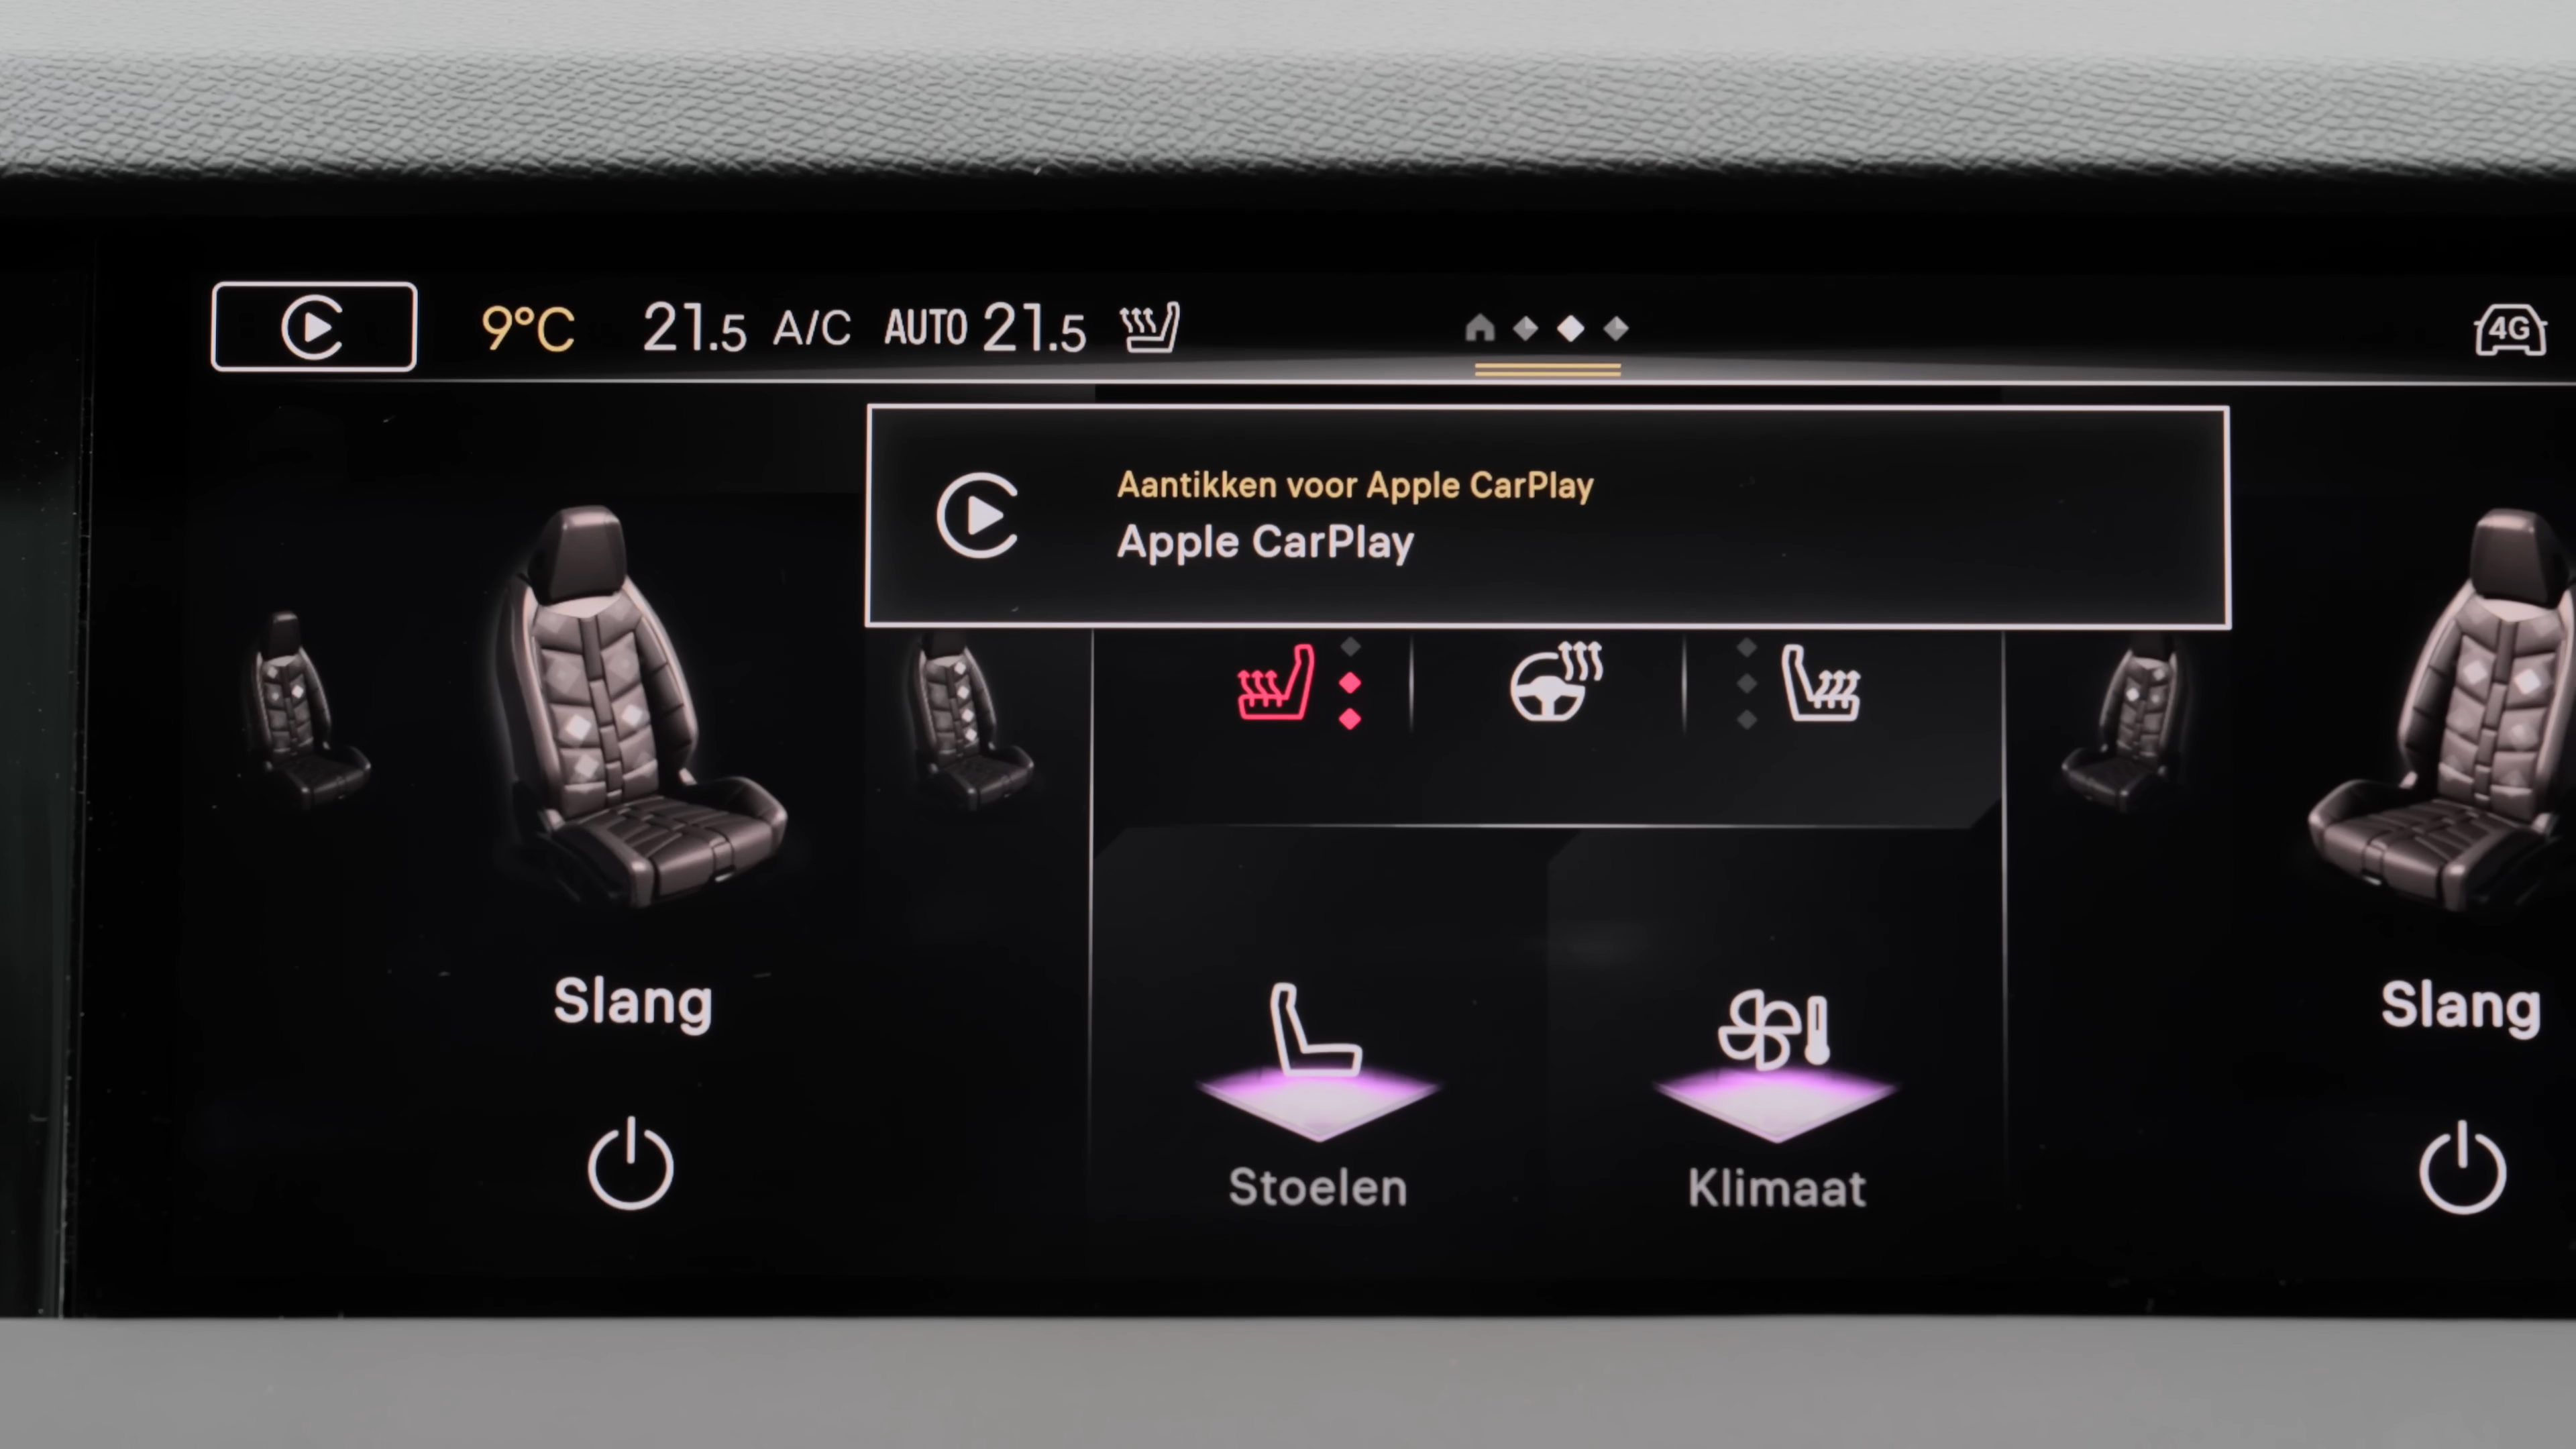 9°C 21.5 A/C AUTO 21.5
4G
Aantikken voor Apple CarPlay
Apple CarPlay
Slang
Slang
Stoelen
Klimaat